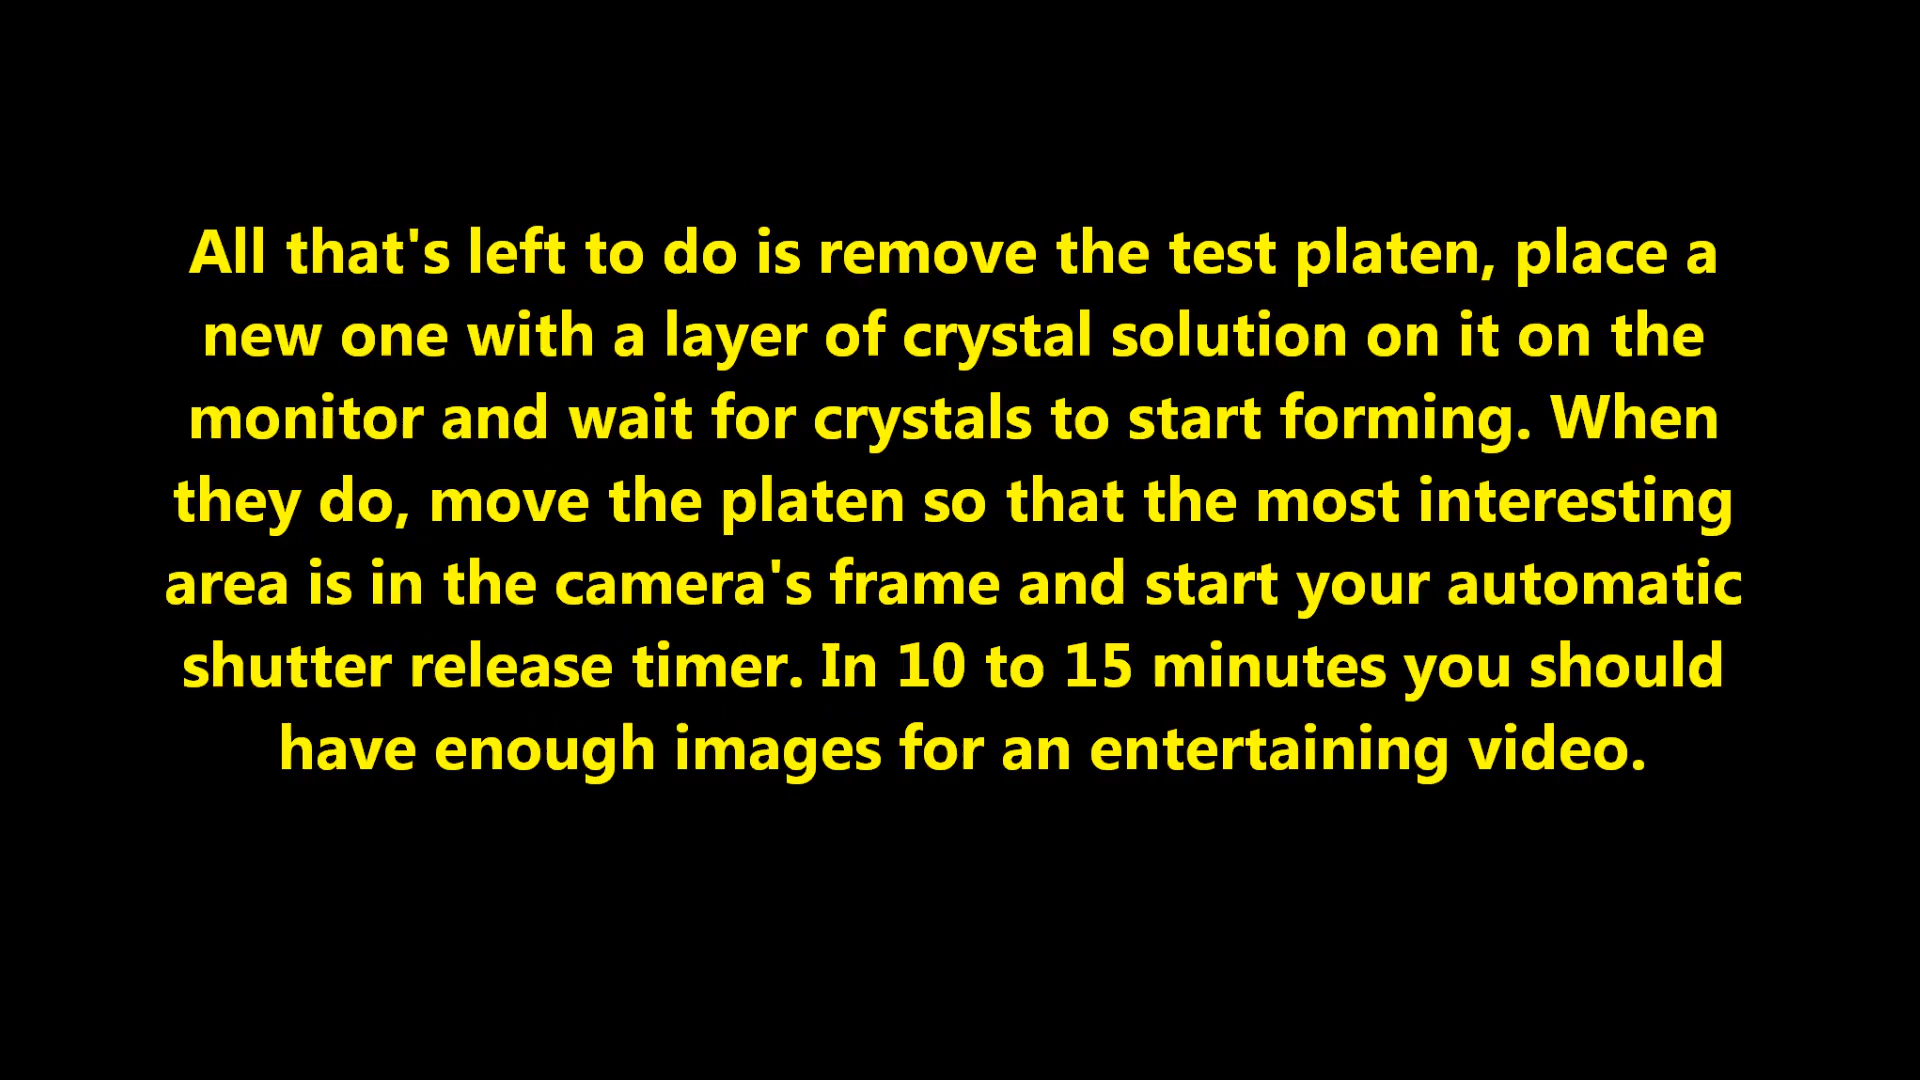 All that's left to do is remove the test platen, place a
new one with a layer of crystal solution on it on the
monitor and wait for crystals to start forming. When
they do, move the platen so that the most interesting
area is in the camera's frame and start your automatic
shutter release timer. In 10 to 15 minutes you should
have enough images for an entertaining video.